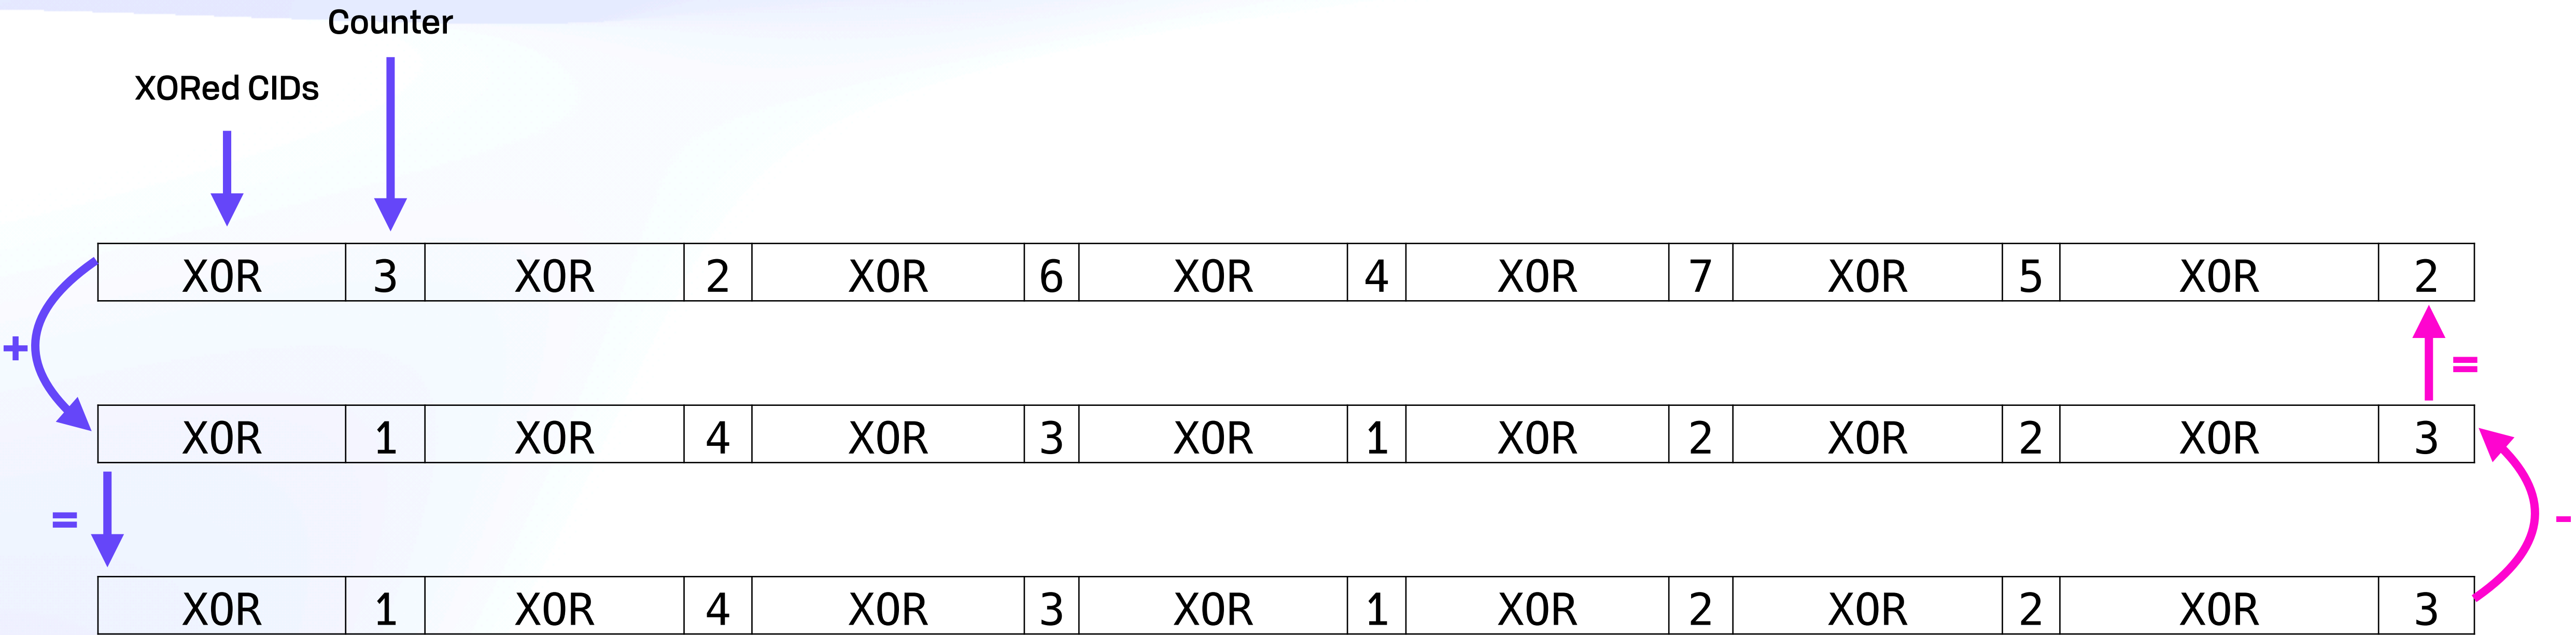 Counter
XORed CIDs
XOR 3 XOR 2 XOR 6 XOR 4 XOR 7 XOR 5 XOR 2
+
=
XOR 1 XOR 4 XOR 3 XOR 1 XOR 2 XOR 2 XOR 3
=
-
XOR 1 XOR 4 XOR 3 XOR 1 XOR 2 XOR 2 XOR 3